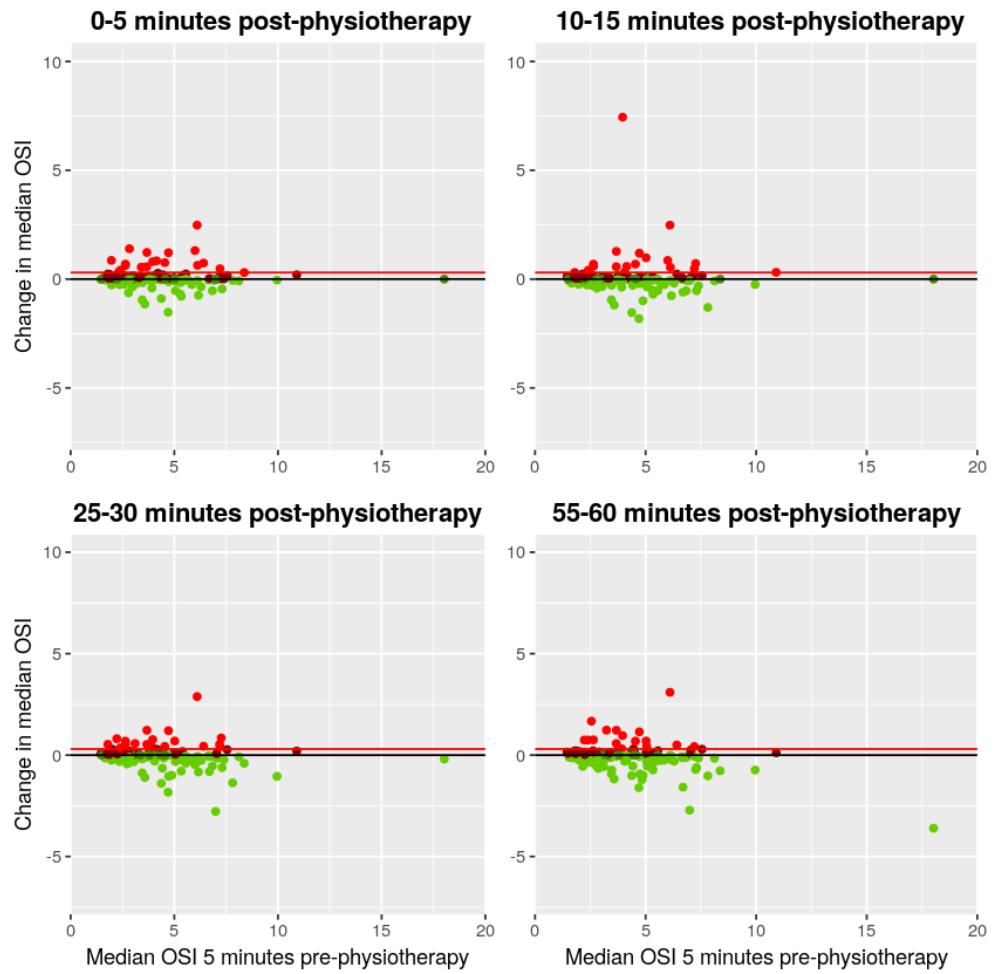 0-5 minutes post-physiotherapy
10-15 minutes post-physiotherapy
Change in median OSI
10
5
0
-5
0 5 10 15 20
10
5
0
-5
0 5 10 15 20
25-30 minutes post-physiotherapy
55-60 minutes post-physiotherapy
Change in median OSI
10
5
0
-5
0 5 10 15 20
10
5
0
-5
0 5 10 15 20
Median OSI 5 minutes pre-physiotherapy
Median OSI 5 minutes pre-physiotherapy